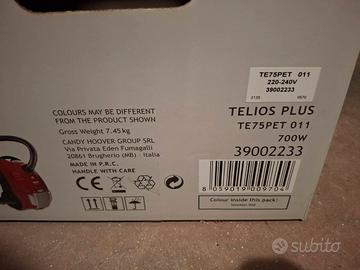 TE75PET 011
220-240V
39002233
COLOURS MAY BE DIFFERENT
FROM THE PRODUCT SHOWN
Gross Weight 7.45kg
CANDY HOOVER GROUP SRL
Via Privata Eden Fumagalli
20861 Brugherio (MB) - Italia
MADE IN P.R.C.
HANDLE WITH CARE
TELIOS PLUS
TE75PET 011
700W
39002233
8 059019 009704
Colour inside this pack:
subito